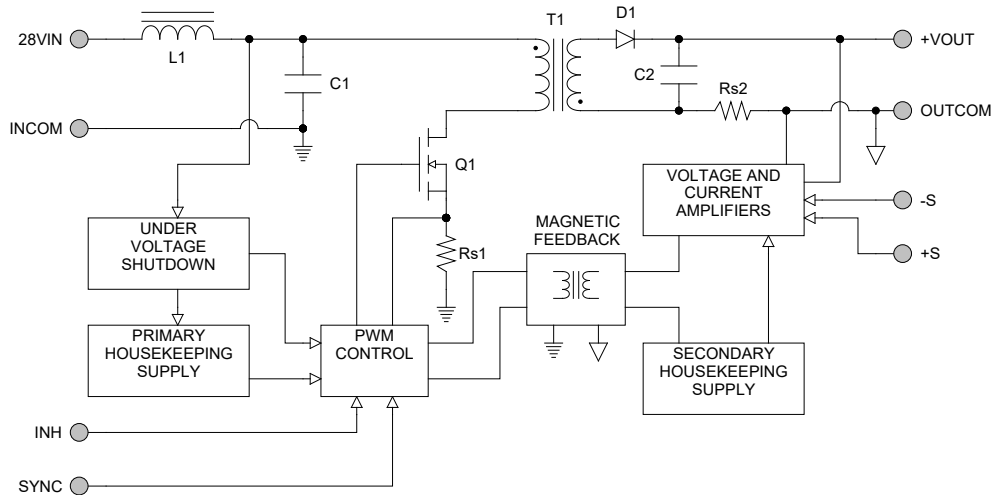 T1
D1
28VIN
+VOUT
L1
C1
C2
Rs2
INCOM
OUTCOM
Q1
VOLTAGE AND
CURRENT
AMPLIFIERS
-S
UNDER
VOLTAGE
SHUTDOWN
MAGNETIC
FEEDBACK
Rs1
+S
PRIMARY
HOUSEKEEPING
SUPPLY
PWM
CONTROL
SECONDARY
HOUSEKEEPING
SUPPLY
INH
SYNC